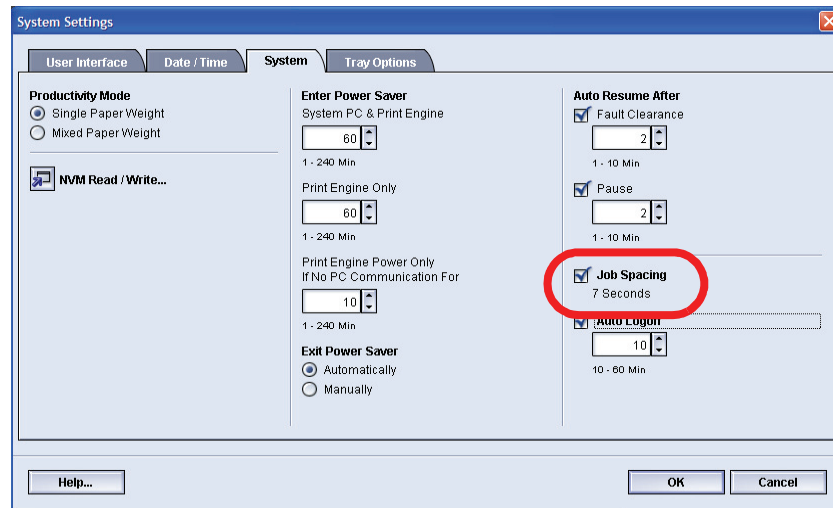 System Settings
User Interface
Date / Time
System
Tray Options
Productivity Mode
Single Paper Weight
Mixed Paper Weight
NVM Read / Write...
Enter Power Saver
System PC & Print Engine
60
1 - 240 Min
Print Engine Only
60
1 - 240 Min
Print Engine Power Only
If No PC Communication For
10
1 - 240 Min
Exit Power Saver
Automatically
Manually
Auto Resume After
Fault Clearance
2
1 - 10 Min
Pause
2
1 - 10 Min
Job Spacing
7 Seconds
Auto Logon
10
10 - 60 Min
Help...
OK
Cancel